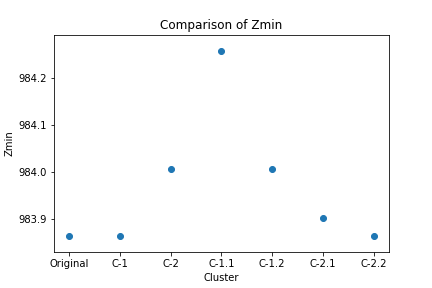 Comparison of Zmin
984.2
984.1
984.0
983.9
Zmin
Original C-1 C-2 C-1.1 C-1.2 C-2.1 C-2.2
Cluster